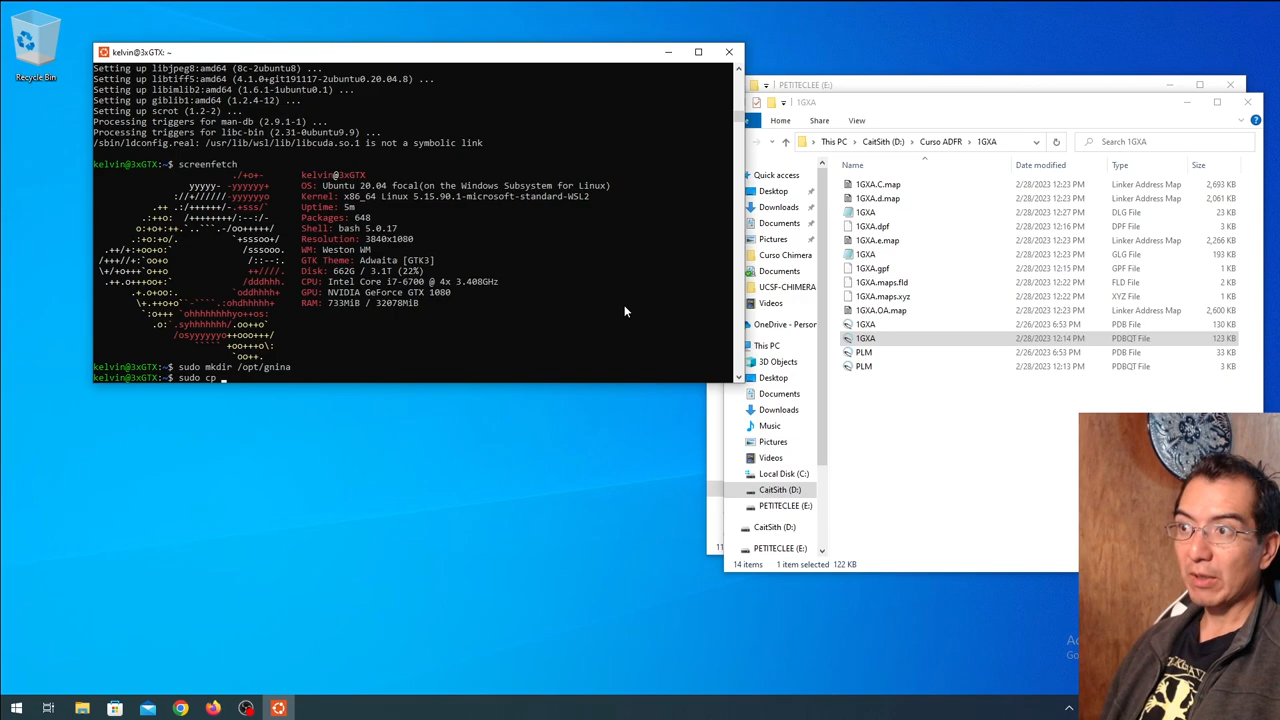 Recycle Bin
kelvin@3xGTX: ~
Setting up libjpeg8:amd64 (8c-2ubuntu8) ...
Setting up libtiff5:amd64 (4.1.0+git191117-2ubuntu0.20.04.8) ...
Setting up libimlib2:amd64 (1.6.1-1ubuntu0.1) ...
Setting up giblib1:amd64 (1.2.4-12) ...
Setting up scrot (1.2-2) ...
Processing triggers for man-db (2.9.1-1) ...
Processing triggers for libc-bin (2.31-0ubuntu9.9) ...
/sbin/ldconfig.real: /usr/lib/wsl/lib/libcuda.so.1 is not a symbolic link
kelvin@3xGTX:~$ screenfetch
kelvin@3xGTX
OS: Ubuntu 20.04 focal(on the Windows Subsystem for Linux)
Kernel: x86_64 Linux 5.15.90.1-microsoft-standard-WSL2
Uptime: 5m
Packages: 648
Shell: bash 5.0.17
Resolution: 3840x1080
WM: Weston WM
GTK Theme: Adwaita [GTK3]
Disk: 662G / 3.1T (22%)
CPU: Intel Core i7-6700 @ 4x 3.408GHz
GPU: NVIDIA GeForce GTX 1080
RAM: 733MiB / 32078MiB
kelvin@3xGTX:~$ sudo mkdir /opt/gnina
kelvin@3xGTX:~$ sudo cp
PETITECLEE (E:)
1GXA
Home Share View
This PC > CaitSith (D:) > Curso ADFR > 1GXA
Search 1GXA
Quick access
Desktop
Downloads
Documents
Pictures
Curso Chimera
Documents
UCSF-CHIMERA
Videos
OneDrive - Person
This PC
3D Objects
Desktop
Documents
Downloads
Music
Pictures
Videos
Local Disk (C:)
CaitSith (D:)
PETITECLEE (E:)
CaitSith (D:)
PETITECLEE (E:)
Name Date modified Type Size
1GXA.C.map 2/28/2023 12:23 PM Linker Address Map 2,693 KB
1GXA.d.map 2/28/2023 12:23 PM Linker Address Map 2,601 KB
1GXA 2/28/2023 12:23 PM DLG File 23 KB
1GXA.dpf 2/28/2023 12:23 PM DPF File 2 KB
1GXA.e.map 2/28/2023 12:23 PM Linker Address Map 2,266 KB
1GXA 2/28/2023 12:23 PM GLG File 193 KB
1GXA.gpf 2/28/2023 12:23 PM GPF File 1 KB
1GXA.maps.fld 2/28/2023 12:23 PM FLD File 2 KB
1GXA.maps.xyz 2/28/2023 12:23 PM XYZ File 1 KB
1GXA.OA.map 2/28/2023 12:23 PM Linker Address Map 2,600 KB
1GXA 2/26/2023 6:53 PM PDB File 130 KB
1GXA 2/28/2023 12:14 PM PDBQT File 123 KB
PLM 2/26/2023 6:53 PM PDB File 33 KB
PLM 2/28/2023 12:13 PM PDBQT File 3 KB
14 items 1 item selected 122 KB